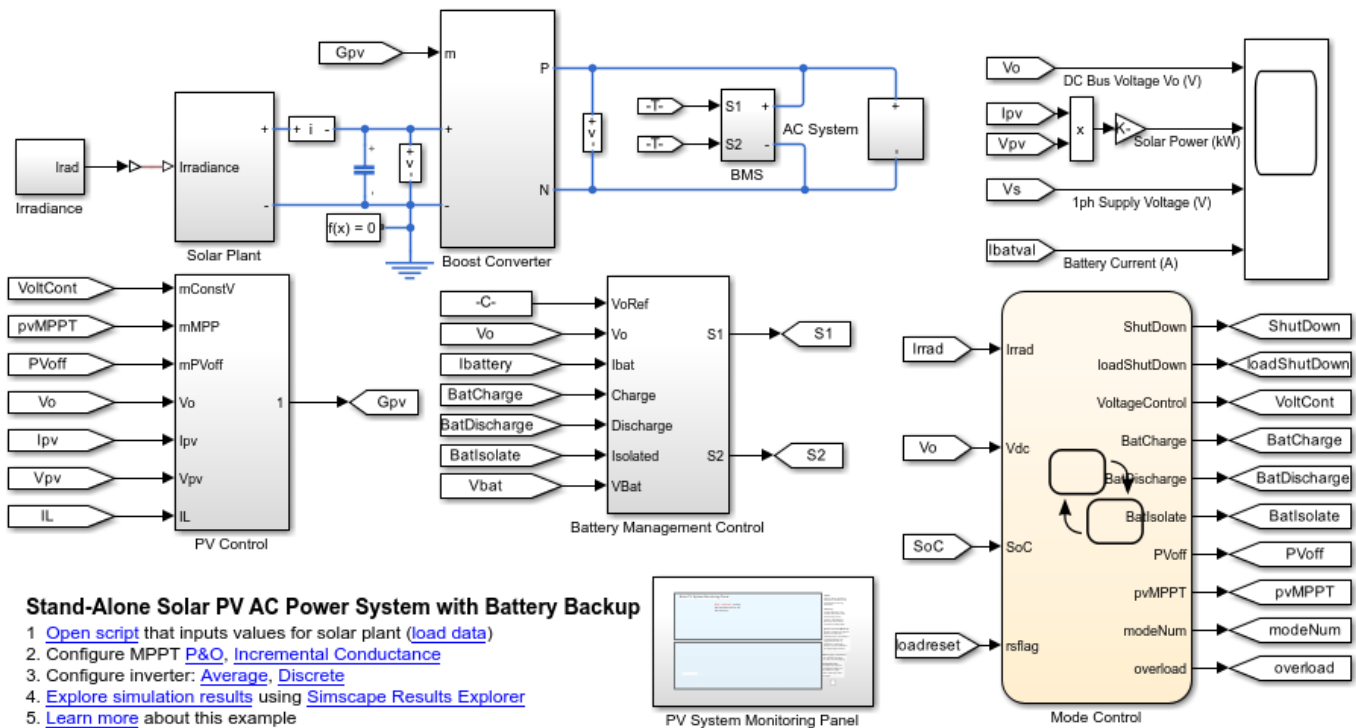 Gpv
m
P
N
+
-
Boost Converter
Irad
Irradiance
Irradiance
+
-
Solar Plant
+ i -
+
-
+
v
-
f(x) = 0
+
v
-
-T-
-T-
S1
S2
+
-
BMS
AC System
+
-
Vo
DC Bus Voltage Vo (V)
Ipv
Vpv
x
K-
Solar Power (kW)
Vs
1ph Supply Voltage (V)
Ibatval
Battery Current (A)
VoltCont
pvMPPT
PVoff
Vo
Ipv
Vpv
IL
mConstV
mMPP
mPVoff
Vo
Ipv
Vpv
IL
1
Gpv
PV Control
-C-
Vo
Ibattery
BatCharge
BatDischarge
BatIsolate
Vbat
VoRef
Vo
Ibat
Charge
Discharge
Isolated
VBat
S1
S2
S1
S2
Battery Management Control
Irrad
Vo
SoC
loadreset
Irrad
Vdc
SoC
rsflag
ShutDown
loadShutDown
VoltageControl
BatCharge
BatDischarge
BatIsolate
PVoff
pvMPPT
modeNum
overload
ShutDown
loadShutDown
VoltCont
BatCharge
BatDischarge
BatIsolate
PVoff
pvMPPT
modeNum
overload
Mode Control
Stand-Alone Solar PV AC Power System with Battery Backup
1 Open script that inputs values for solar plant (load data)
2. Configure MPPT P&O, Incremental Conductance
3. Configure inverter: Average, Discrete
4. Explore simulation results using Simscape Results Explorer
5. Learn more about this example
PV System Monitoring Panel